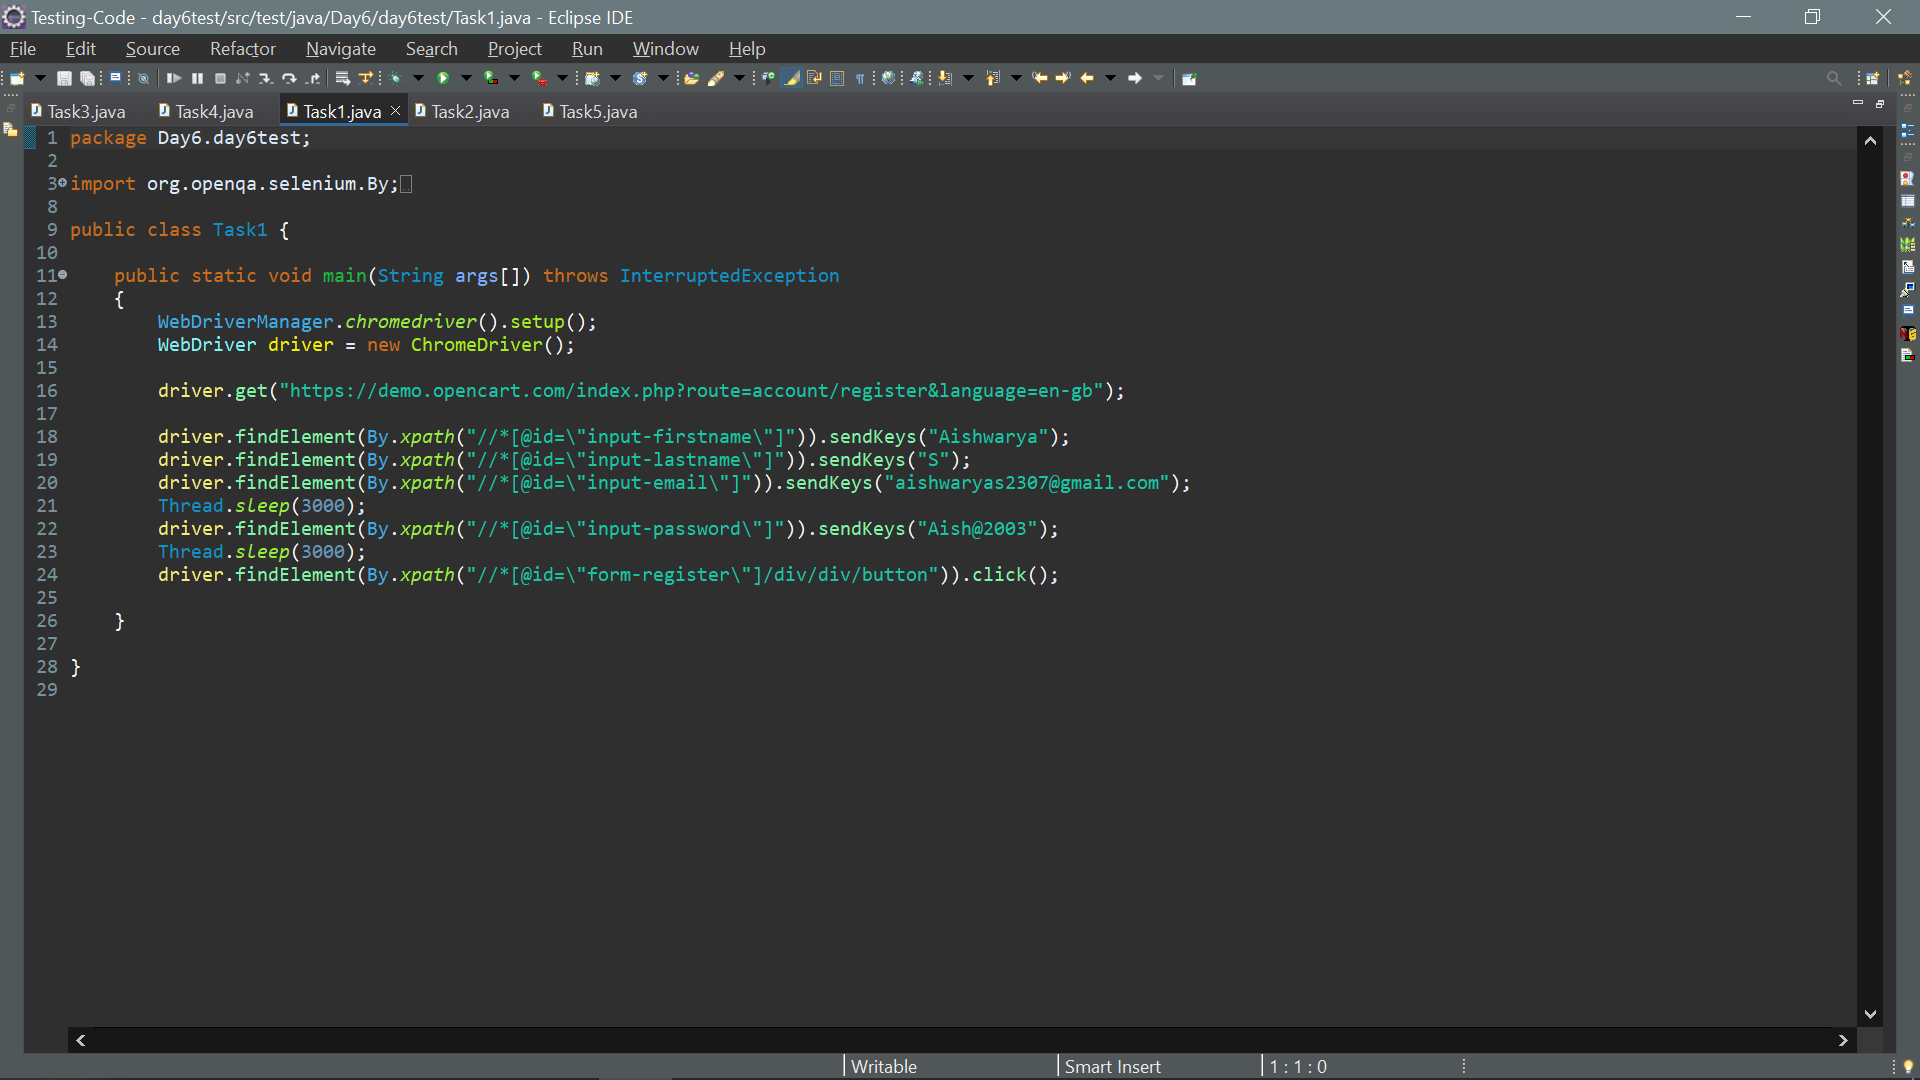 Testing-Code - day6test/src/test/java/Day6/day6test/Task1.java - Eclipse IDE
File Edit Source Refactor Navigate Search Project Run Window Help
Task3.java Task4.java Task1.java Task2.java Task5.java
1 package Day6.day6test;
2
3 import org.openqa.selenium.By;
8
9 public class Task1 {
10
11     public static void main(String args[]) throws InterruptedException
12     {
13         WebDriverManager.chromedriver().setup();
14         WebDriver driver = new ChromeDriver();
15
16         driver.get("https://demo.opencart.com/index.php?route=account/register&language=en-gb");
17
18         driver.findElement(By.xpath("//*[@id=\"input-firstname\"]")).sendKeys("Aishwarya");
19         driver.findElement(By.xpath("//*[@id=\"input-lastname\"]")).sendKeys("S");
20         driver.findElement(By.xpath("//*[@id=\"input-email\"]")).sendKeys("aishwaryas2307@gmail.com");
21         Thread.sleep(3000);
22         driver.findElement(By.xpath("//*[@id=\"input-password\"]")).sendKeys("Aish@2003");
23         Thread.sleep(3000);
24         driver.findElement(By.xpath("//*[@id=\"form-register\"]/div/div/button")).click();
25
26     }
27
28 }
29
Writable Smart Insert 1 : 1 : 0